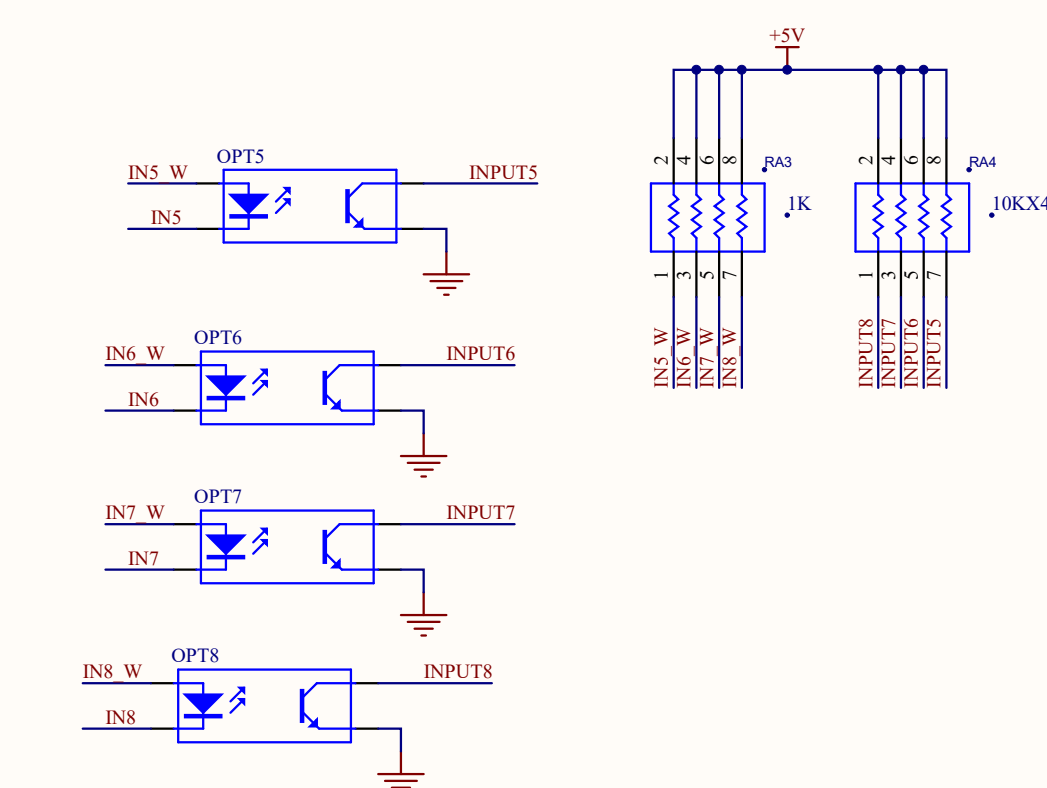 +5V
OPT5
IN5_W
INPUT5
IN5
2 4 6 8
RA3
1K
1 3 5 7
IN5_W
IN6_W
IN7_W
IN8_W
2 4 6 8
RA4
10KX4
1 3 5 7
INPUT8
INPUT7
INPUT6
INPUT5
OPT6
IN6_W
INPUT6
IN6
OPT7
IN7_W
INPUT7
IN7
OPT8
IN8_W
INPUT8
IN8